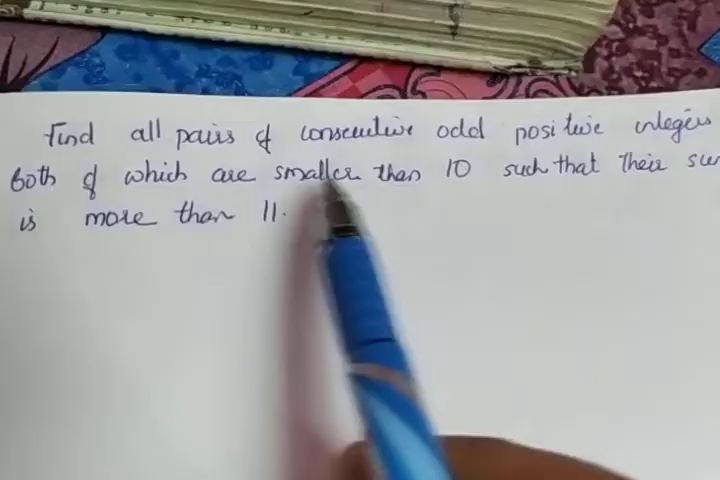 Find all pairs of consecutive odd positive integers
both of which are smaller than 10 such that their sum
is more than 11.